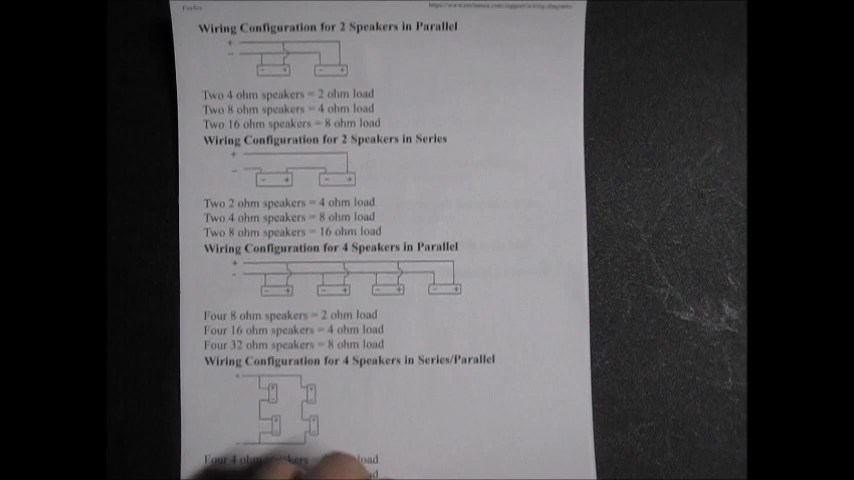 Firefox
Wiring Configuration for 2 Speakers in Parallel
+
−
− + − +
Two 4 ohm speakers = 2 ohm load
Two 8 ohm speakers = 4 ohm load
Two 16 ohm speakers = 8 ohm load
Wiring Configuration for 2 Speakers in Series
+
−
− + − +
Two 2 ohm speakers = 4 ohm load
Two 4 ohm speakers = 8 ohm load
Two 8 ohm speakers = 16 ohm load
Wiring Configuration for 4 Speakers in Parallel
+
−
− + − + − + − +
Four 8 ohm speakers = 2 ohm load
Four 16 ohm speakers = 4 ohm load
Four 32 ohm speakers = 8 ohm load
Wiring Configuration for 4 Speakers in Series/Parallel
+
−
Four 4 ohm speakers load